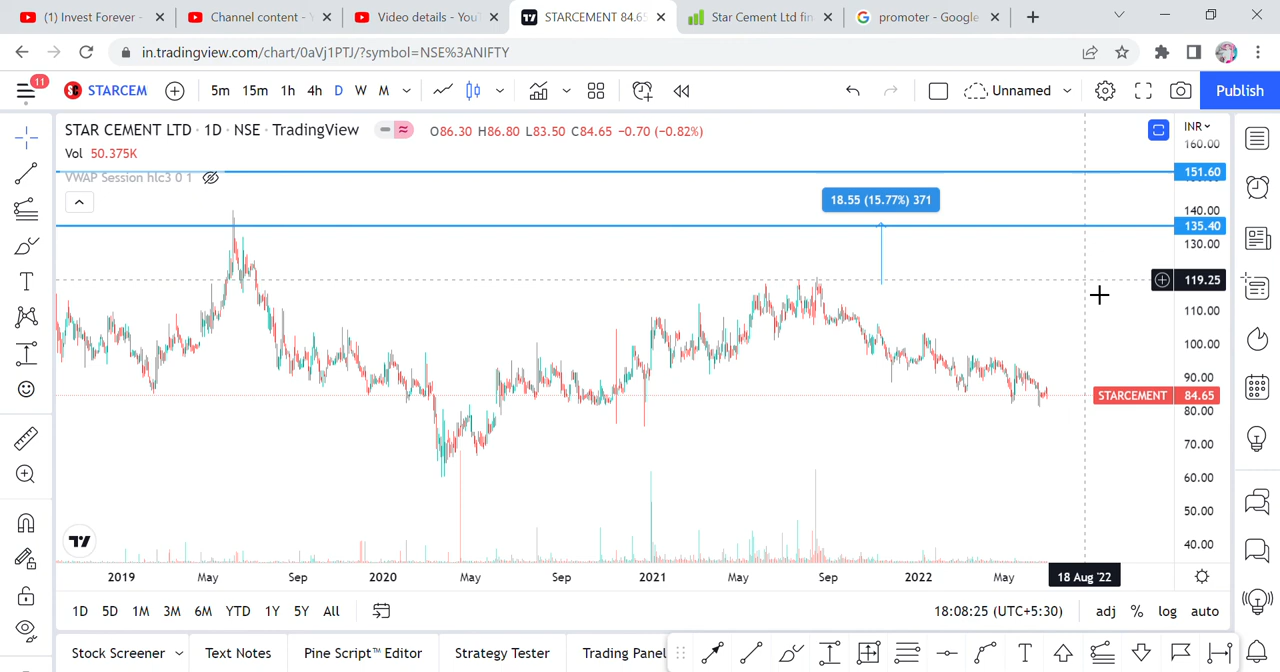 (1) Invest Forever -
Channel content -
Video details - You
STARCEMENT 84.65
Star Cement Ltd fin
promoter - Google
in.tradingview.com/chart/0aVj1PTJ/?symbol=NSE%3ANIFTY
11
STARCEM
5m 15m 1h 4h D W M
Unnamed
Publish
STAR CEMENT LTD · 1D · NSE · TradingView
O86.30 H86.80 L83.50 C84.65 −0.70 (−0.82%)
INR
Vol 50.375K
VWAP Session hlc3 0 1
160.00
151.60
18.55 (15.77%) 371
140.00
135.40
130.00
119.25
110.00
100.00
90.00
STARCEMENT 84.65
80.00
70.00
60.00
50.00
40.00
2019 May Sep 2020 May Sep 2021 May Sep 2022 May 18 Aug '22
1D 5D 1M 3M 6M YTD 1Y 5Y All
18:08:25 (UTC+5:30) adj % log auto
Stock Screener Text Notes Pine Script™ Editor Strategy Tester Trading Panel